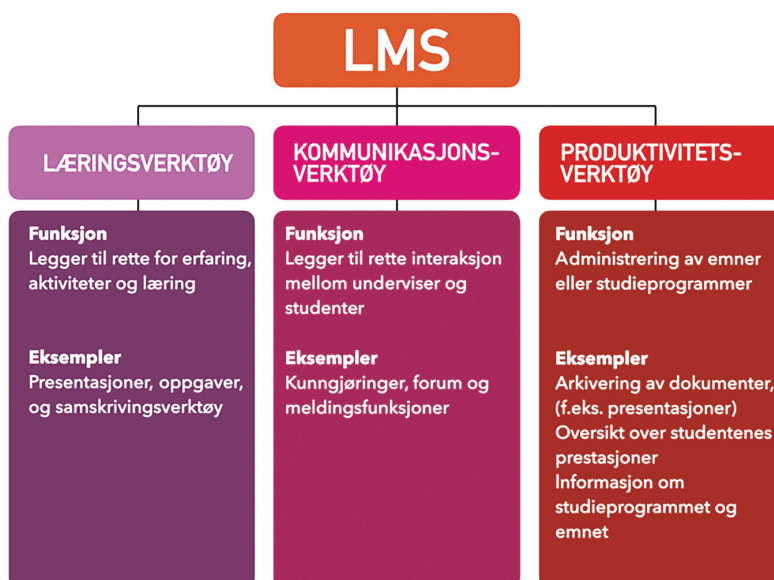 LMS
LÆRINGSVERKTØY
Funksjon
Legger til rette for erfaring,
aktiviteter og læring
Eksempler
Presentasjoner, oppgaver,
og samskrivingsverktøy
KOMMUNIKASJONS-
VERKTØY
Funksjon
Legger til rette interaksjon
mellom underviser og
studenter
Eksempler
Kunngjøringer, forum og
meldingsfunksjoner
PRODUKTIVITETS-
VERKTØY
Funksjon
Administrering av emner
eller studieprogrammer
Eksempler
Arkivering av dokumenter,
(f.eks. presentasjoner)
Oversikt over studentenes
prestasjoner
Informasjon om
studieprogrammet og
emnet